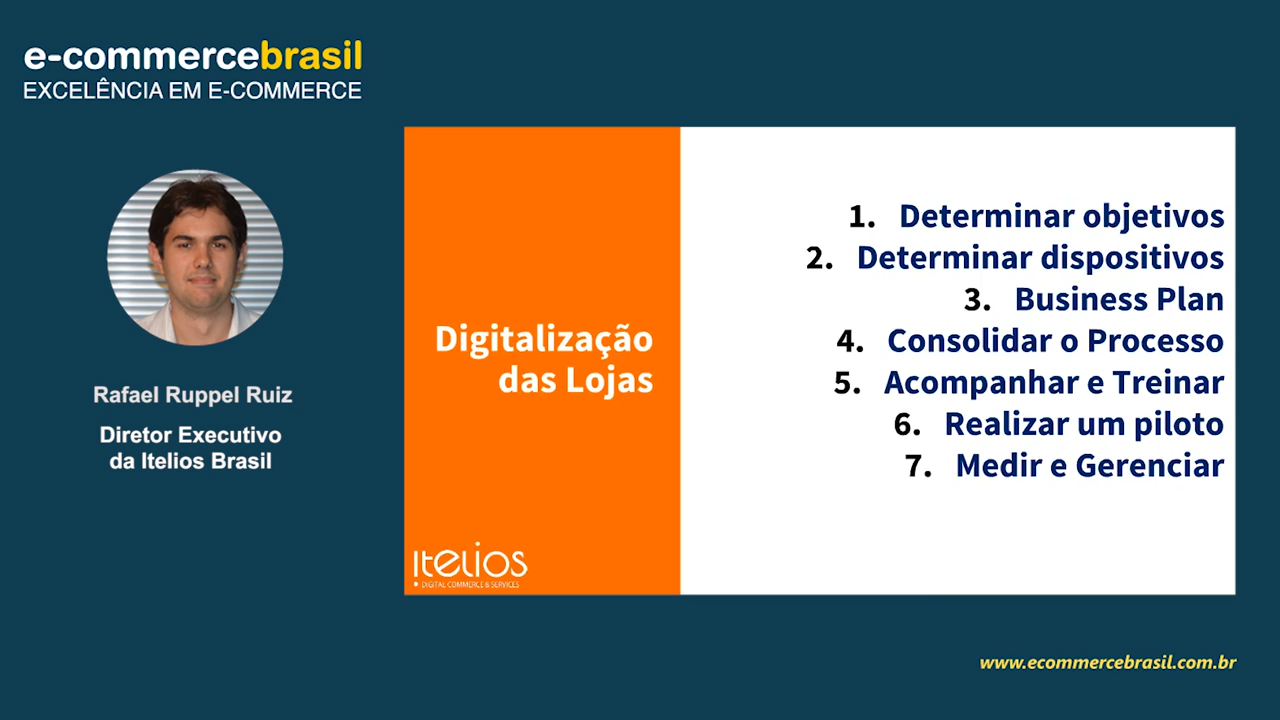 e-commercebrasil
EXCELÊNCIA EM E-COMMERCE
Rafael Ruppel Ruiz
Diretor Executivo
da Itelios Brasil
Digitalização
das Lojas
Itelios
DIGITAL COMMERCE & SERVICES
1. Determinar objetivos
2. Determinar dispositivos
3. Business Plan
4. Consolidar o Processo
5. Acompanhar e Treinar
6. Realizar um piloto
7. Medir e Gerenciar
www.ecommercebrasil.com.br